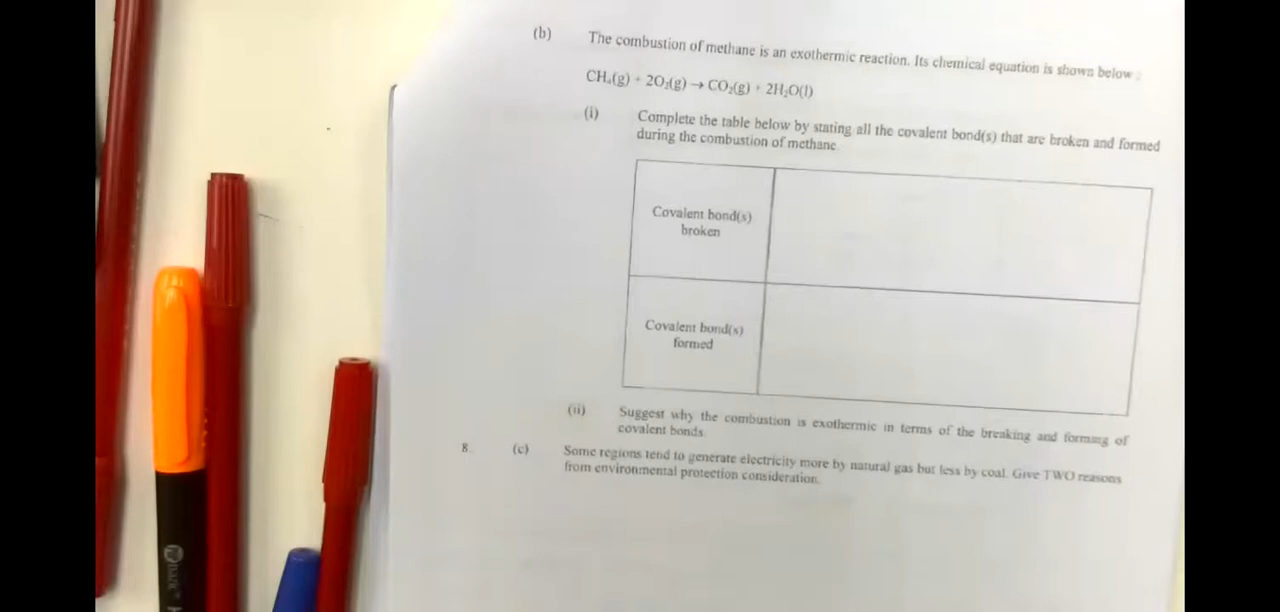 (b) The combustion of methane is an exothermic reaction. Its chemical equation is shown below :
CH₄(g) + 2O₂(g) → CO₂(g) + 2H₂O(l)
(i) Complete the table below by stating all the covalent bond(s) that are broken and formed
during the combustion of methane.
Covalent bond(s)
broken
Covalent bond(s)
formed
(ii) Suggest why the combustion is exothermic in terms of the breaking and forming of
covalent bonds.
8. (c) Some regions tend to generate electricity more by natural gas but less by coal. Give TWO reasons
from environmental protection consideration.